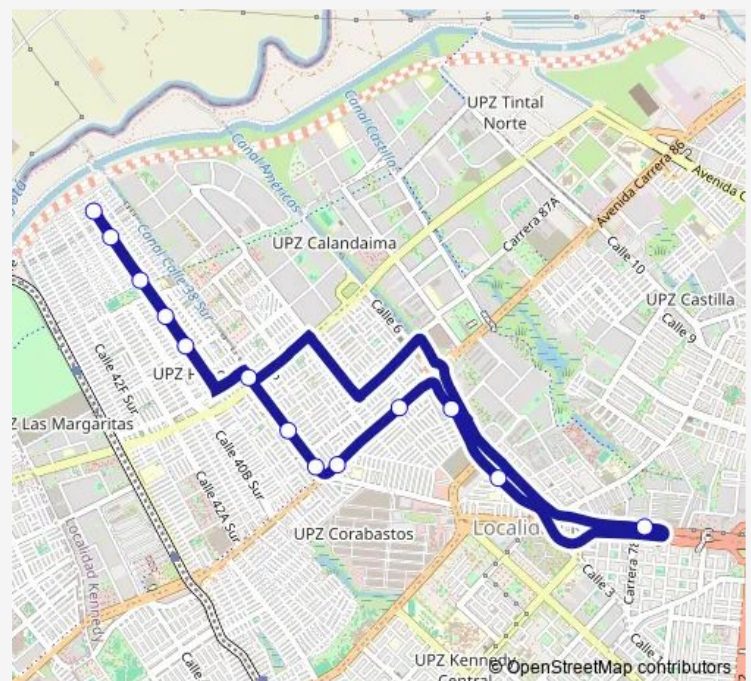 UPZ Tintal
Norte
Avenida Carrera 86
Avenida C
Canal Castilla
Canal Américas
Carrera 87A
Calle 10
UPZ Calandaima
Canal Calle 38 Sur
UPZ Castilla
Calle 6
Calle 9
UPZ
Calle 42F Sur
Z Las Margaritas
Calle 40B Sur
Calle 42A Sur
UPZ Corabastos
Localid
Localidad Kennedy
Calle 3
Carrera 78
Calle
UPZ Kennedy
Central
© OpenStreetMap contributors